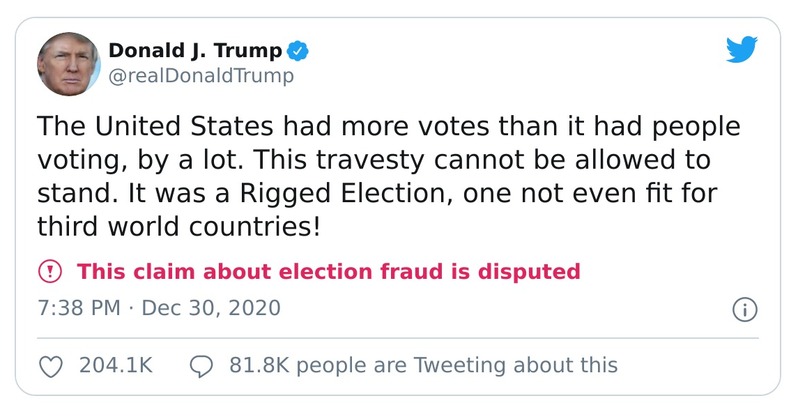 Donald J. Trump
@realDonaldTrump
The United States had more votes than it had people
voting, by a lot. This travesty cannot be allowed to
stand. It was a Rigged Election, one not even fit for
third world countries!
This claim about election fraud is disputed
7:38 PM · Dec 30, 2020
204.1K 81.8K people are Tweeting about this